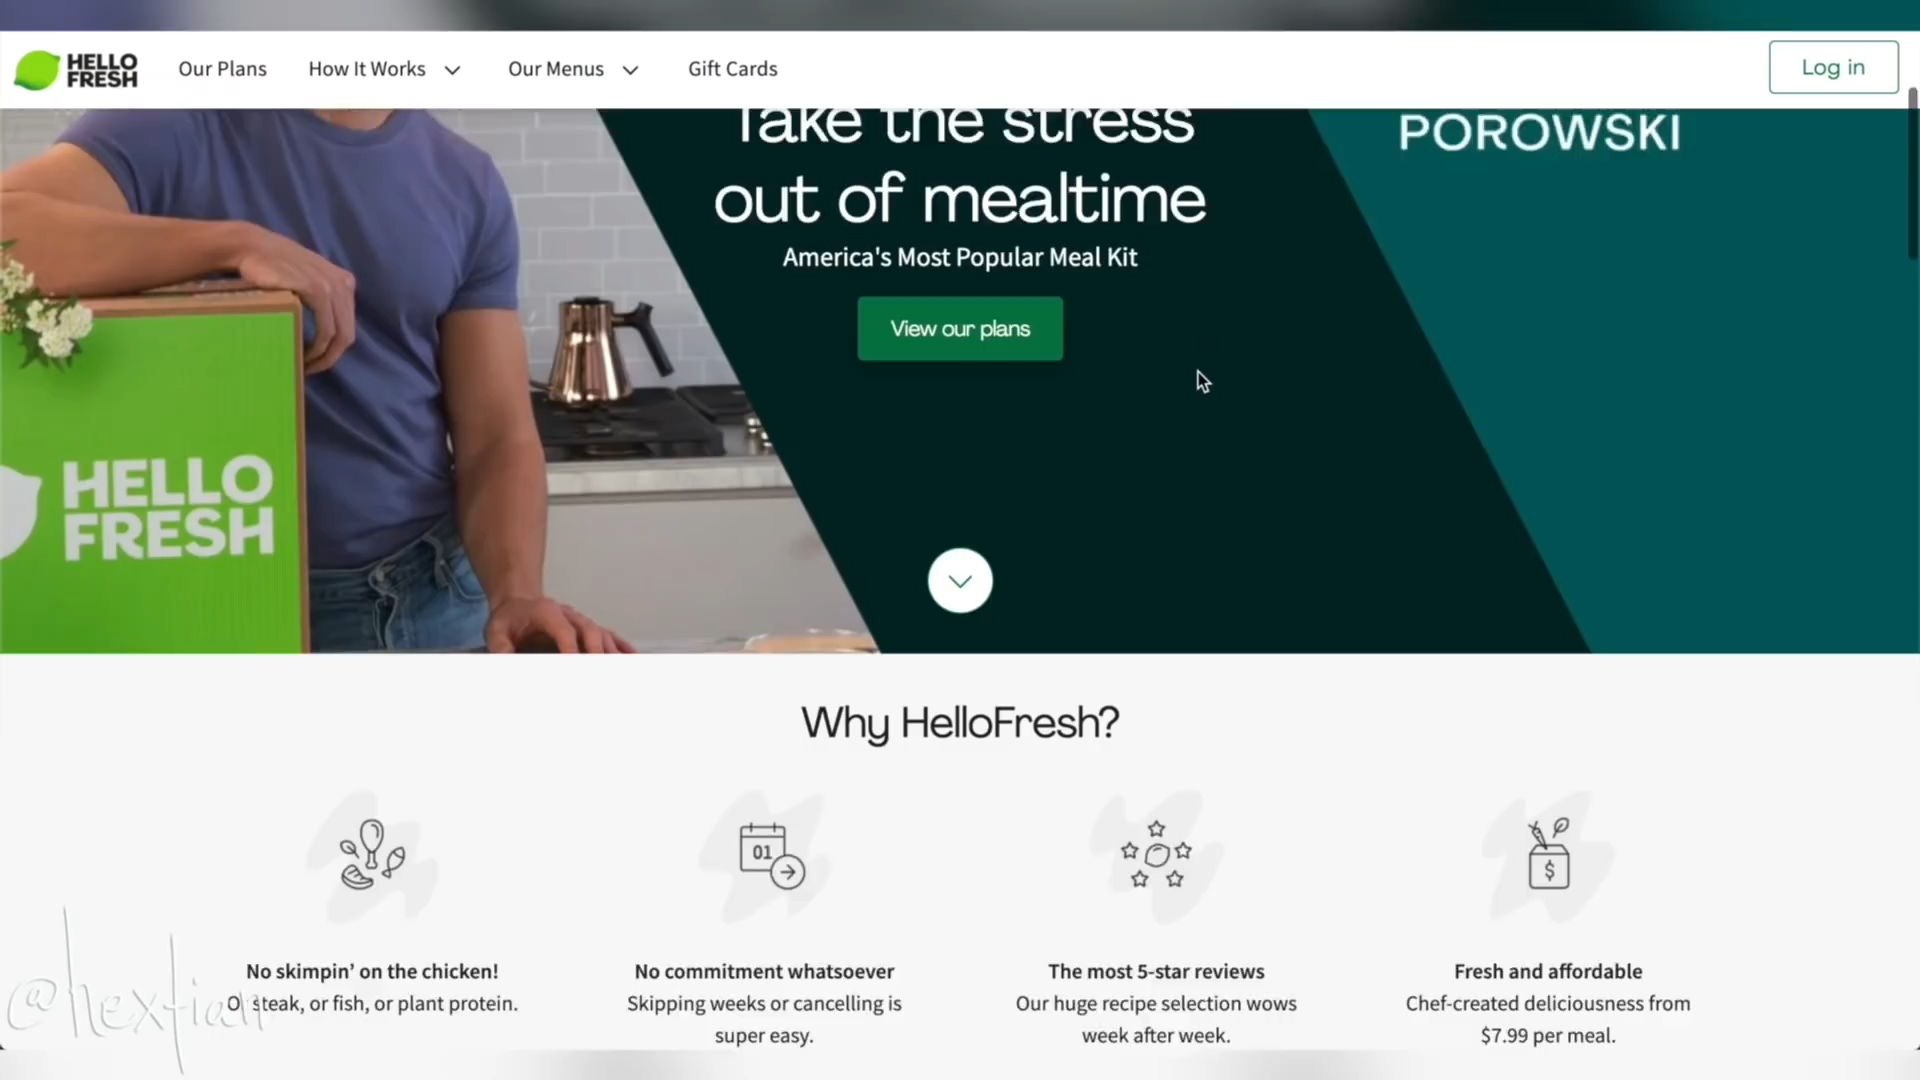 HELLO
FRESH
Our Plans
How It Works
Our Menus
Gift Cards
Log in
Take the stress
out of mealtime
America's Most Popular Meal Kit
View our plans
POROWSKI
HELLO
FRESH
Why HelloFresh?
01
$
No skimpin’ on the chicken!
Or steak, or fish, or plant protein.
No commitment whatsoever
Skipping weeks or cancelling is
super easy.
The most 5-star reviews
Our huge recipe selection wows
week after week.
Fresh and affordable
Chef-created deliciousness from
$7.99 per meal.
@hextian